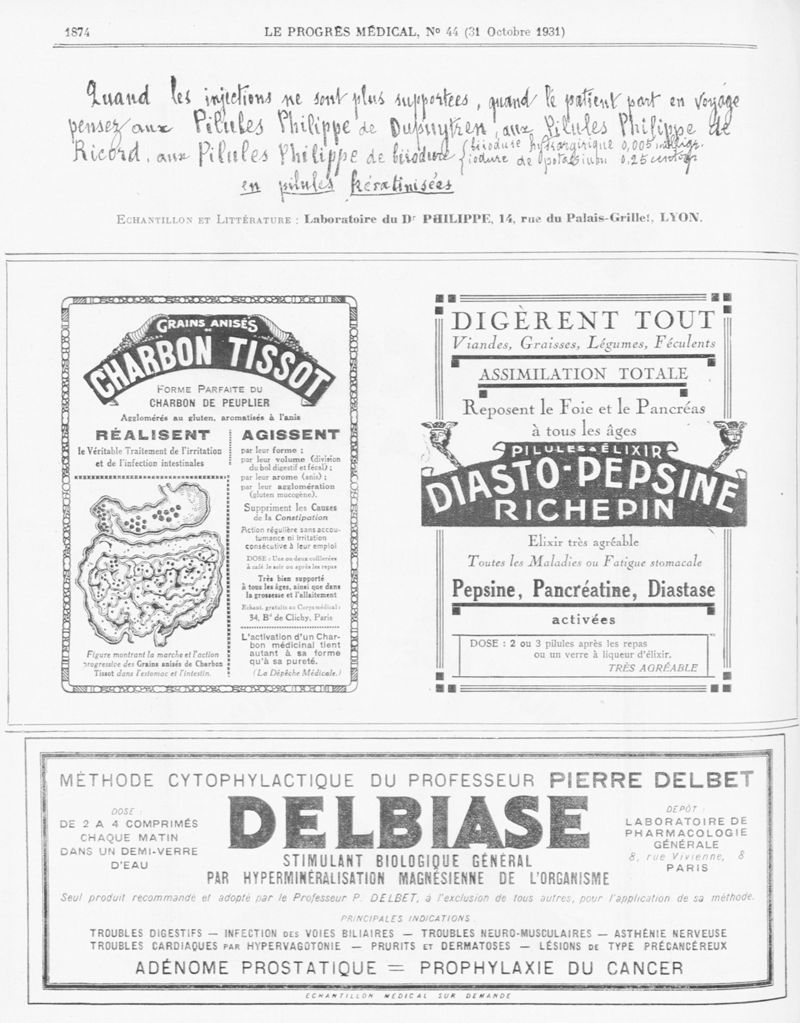 1874
LE PROGRÈS MÉDICAL, No 44 (31 Octobre 1931)
Quand les injections ne sont plus supportées, quand le patient part en voyage
pensez aux Pilules Philippe de Dupuytren, aux Pilules Philippe de
Ricord, aux Pilules Philippe de biiodure { biiodure hydrargirique 0,005
iodure de potassium 0,25
en pilules kératinisées
ECHANTILLON ET LITTÉRATURE : Laboratoire du Dr PHILIPPE, 14, rue du Palais-Grillet, LYON.
GRAINS ANISÉS
DE
CHARBON TISSOT
FORME PARFAITE DU
CHARBON DE PEUPLIER
Agglomérés au gluten, aromatisés à l'anis
RÉALISENT
le Véritable Traitement de l'irritation
et de l'infection intestinales
Figure montrant la marche et l'action
progressive des Grains anisés de Charbon
Tissot dans l'estomac et l'intestin.
AGISSENT
par leur forme ;
par leur volume (division
du bol digestif et fécal) ;
par leur arome (anis) ;
par leur agglomération
(gluten mucogène).
Suppriment les Causes
de la Constipation
Action régulière sans accou-
tumance ni irritation
consécutive à leur emploi
DOSE : Une ou deux cuillerées
à café le soir ou après les repas
Très bien supporté
à tous les âges, ainsi que dans
la grossesse et l'allaitement
Echant. gratuits au Corps médical :
34, Bd de Clichy, Paris
L'activation d'un Char-
bon médicinal tient
autant à sa forme
qu'à sa pureté.
(La Dépêche Médicale.)
DIGÈRENT TOUT
Viandes, Graisses, Légumes, Féculents
ASSIMILATION TOTALE
Reposent le Foie et le Pancréas
à tous les âges
PILULES & ÉLIXIR
DIASTO-PEPSINE
RICHEPIN
Elixir très agréable
Toutes les Maladies ou Fatigue stomacale
Pepsine, Pancréatine, Diastase
activées
DOSE : 2 ou 3 pilules après les repas
ou un verre à liqueur d'élixir.
TRÈS AGRÉABLE
MÉTHODE CYTOPHYLACTIQUE DU PROFESSEUR PIERRE DELBET
DOSE :
DE 2 A 4 COMPRIMÉS
CHAQUE MATIN
DANS UN DEMI-VERRE
D'EAU
DELBIASE
STIMULANT BIOLOGIQUE GÉNÉRAL
PAR HYPERMINÉRALISATION MAGNÉSIENNE DE L'ORGANISME
DÉPÔT :
LABORATOIRE DE
PHARMACOLOGIE
GÉNÉRALE
8, rue Vivienne, 8
PARIS
Seul produit recommandé et adopté par le Professeur P. DELBET, à l'exclusion de tous autres, pour l'application de sa méthode.
PRINCIPALES INDICATIONS :
TROUBLES DIGESTIFS — INFECTION DES VOIES BILIAIRES — TROUBLES NEURO-MUSCULAIRES — ASTHÉNIE NERVEUSE
TROUBLES CARDIAQUES PAR HYPERVAGOTONIE — PRURITS ET DERMATOSES — LÉSIONS DE TYPE PRÉCANCÉREUX
ADÉNOME PROSTATIQUE = PROPHYLAXIE DU CANCER
ÉCHANTILLON MÉDICAL SUR DEMANDE